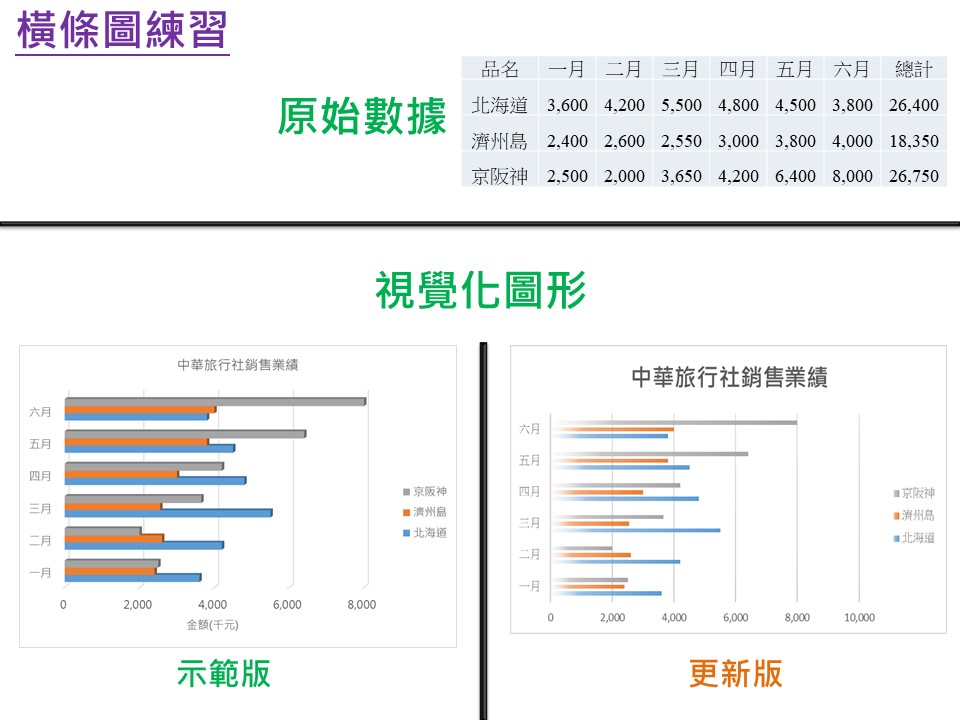 橫條圖練習
原始數據
品名 一月 二月 三月 四月 五月 六月 總計
北海道 3,600 4,200 5,500 4,800 4,500 3,800 26,400
濟州島 2,400 2,600 2,550 3,000 3,800 4,000 18,350
京阪神 2,500 2,000 3,650 4,200 6,400 8,000 26,750
視覺化圖形
中華旅行社銷售業績
六月
五月
四月
三月
二月
一月
0 2,000 4,000 6,000 8,000
金額(千元)
京阪神
濟州島
北海道
示範版
中華旅行社銷售業績
六月
五月
四月
三月
二月
一月
0 2,000 4,000 6,000 8,000 10,000
京阪神
濟州島
北海道
更新版